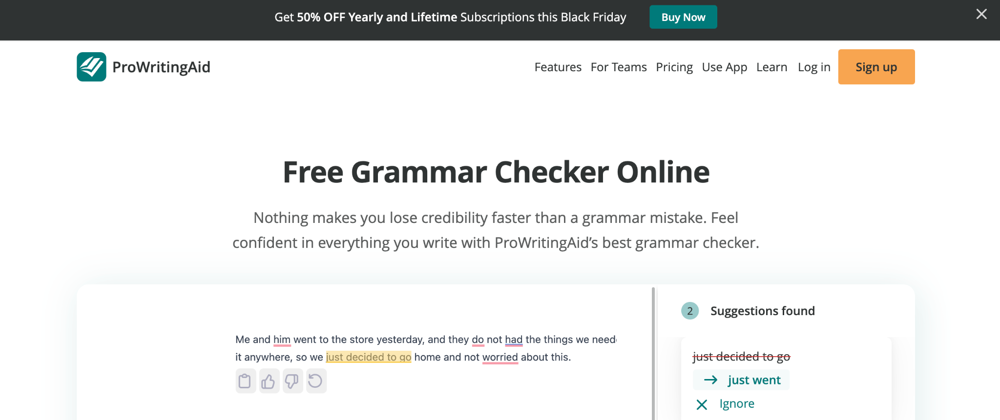 Get 50% OFF Yearly and Lifetime Subscriptions this Black Friday Buy Now
ProWritingAid Features For Teams Pricing Use App Learn Log in Sign up
Free Grammar Checker Online
Nothing makes you lose credibility faster than a grammar mistake. Feel
confident in everything you write with ProWritingAid’s best grammar checker.
2 Suggestions found
Me and him went to the store yesterday, and they do not had the things we
it anywhere, so we just decided to go home and not worried about this.
just decided to go
→ just went
Ignore